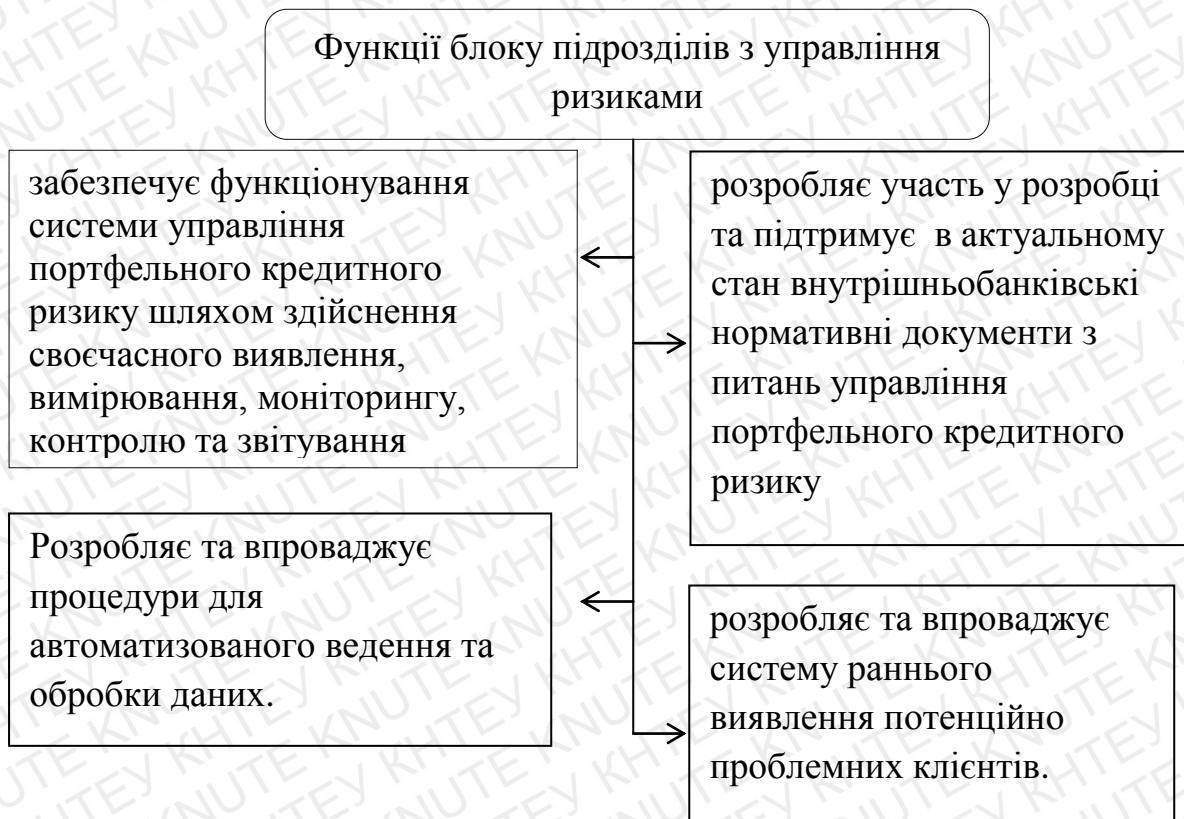 Функції блоку підрозділів з управління
ризиками
забезпечує функціонування
системи управління
портфельного кредитного
ризику шляхом здійснення
своєчасного виявлення,
вимірювання, моніторингу,
контролю та звітування
розробляє участь у розробці
та підтримує в актуальному
стан внутрішньобанківські
нормативні документи з
питань управління
портфельного кредитного
ризику
Розробляє та впроваджує
процедури для
автоматизованого ведення та
обробки даних.
розробляє та впроваджує
систему раннього
виявлення потенційно
проблемних клієнтів.